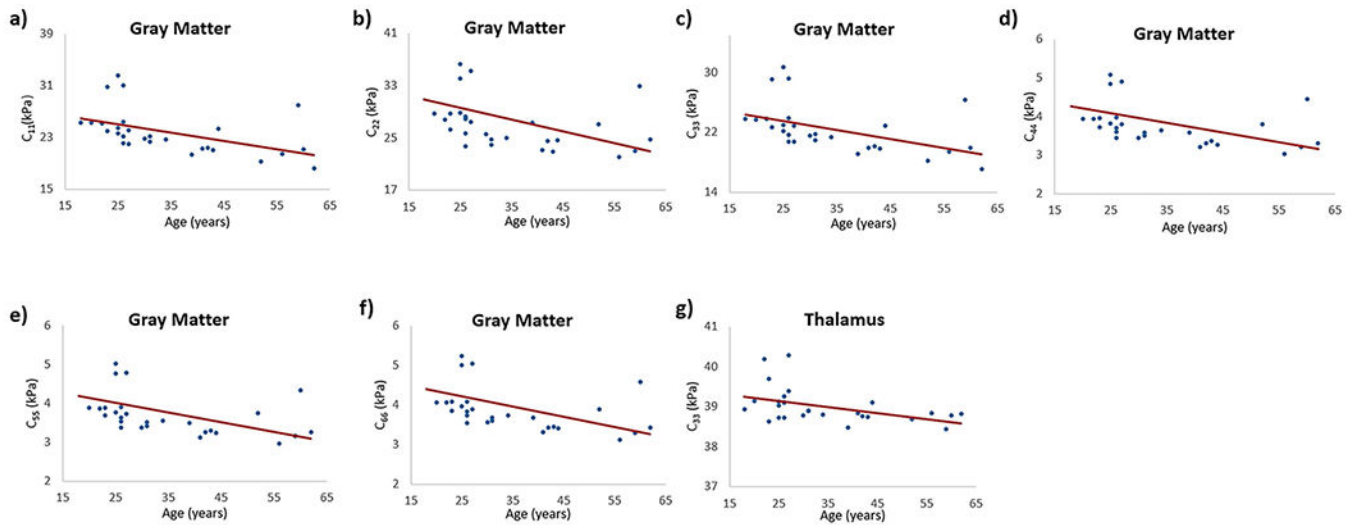 a) Gray Matter
C11(kPa)
39
31
23
15
15 25 35 45 55 65
Age (years)
b) Gray Matter
C22 (kPa)
41
33
25
17
15 25 35 45 55 65
Age (years)
c) Gray Matter
C33 (kPa)
30
22
14
15 25 35 45 55 65
Age (years)
d) Gray Matter
C44 (kPa)
6
5
4
3
2
15 25 35 45 55 65
Age (years)
e) Gray Matter
C55 (kPa)
6
5
4
3
2
15 25 35 45 55 65
Age (years)
f) Gray Matter
C66 (kPa)
6
5
4
3
2
15 25 35 45 55 65
Age (years)
g) Thalamus
C33 (kPa)
41
40
39
38
37
15 25 35 45 55 65
Age (years)